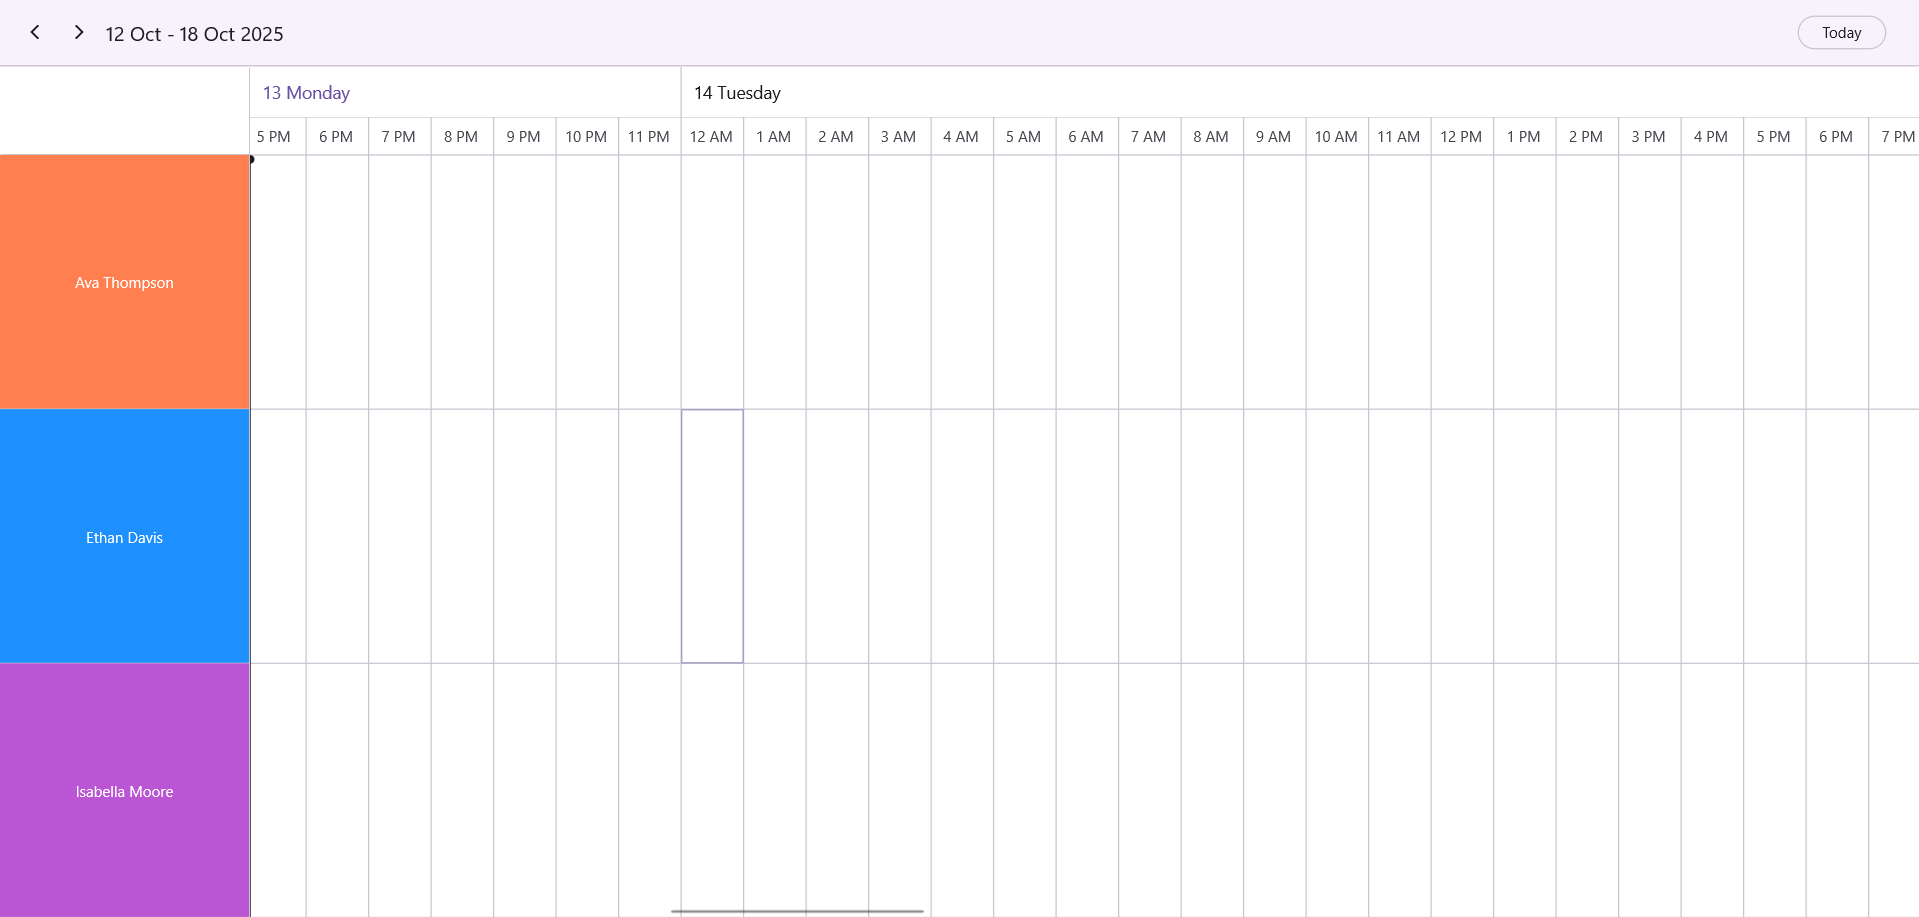 12 Oct - 18 Oct 2025
Today
13 Monday
14 Tuesday
5 PM 6 PM 7 PM 8 PM 9 PM 10 PM 11 PM 12 AM 1 AM 2 AM 3 AM 4 AM 5 AM 6 AM 7 AM 8 AM 9 AM 10 AM 11 AM 12 PM 1 PM 2 PM 3 PM 4 PM 5 PM 6 PM 7 PM
Ava Thompson
Ethan Davis
Isabella Moore